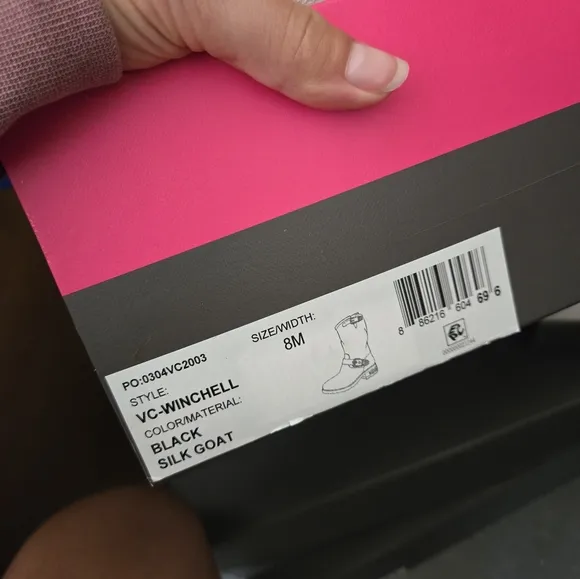 PO:0304VC2003
STYLE:
VC-WINCHELL
COLOR/MATERIAL:
BLACK
SILK GOAT
SIZE/WIDTH:
8M
8 86216 604 69 6